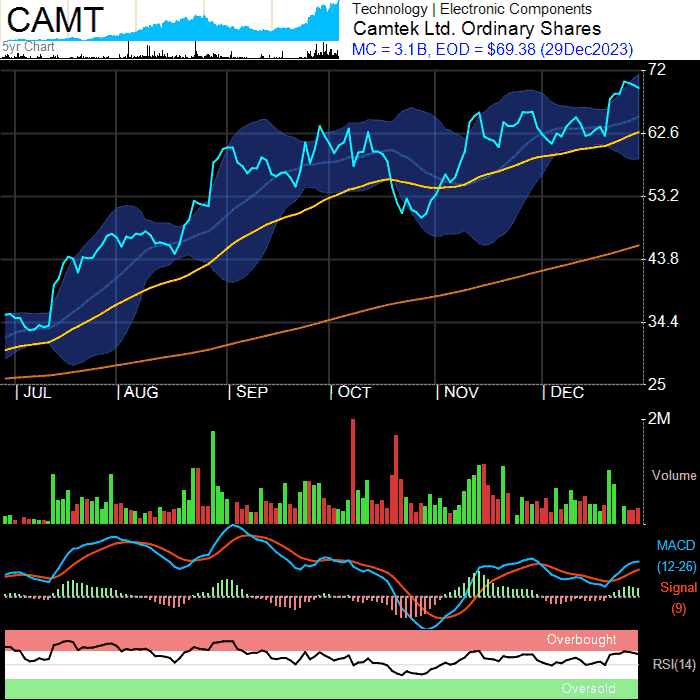 CAMT
5yr Chart
Technology | Electronic Components
Camtek Ltd. Ordinary Shares
MC = 3.1B, EOD = $69.38 (29Dec2023)
72
62.6
53.2
43.8
34.4
25
| JUL | AUG | SEP | OCT | NOV | DEC
2M
Volume
MACD
(12-26)
Signal
(9)
Overbought
RSI(14)
Oversold